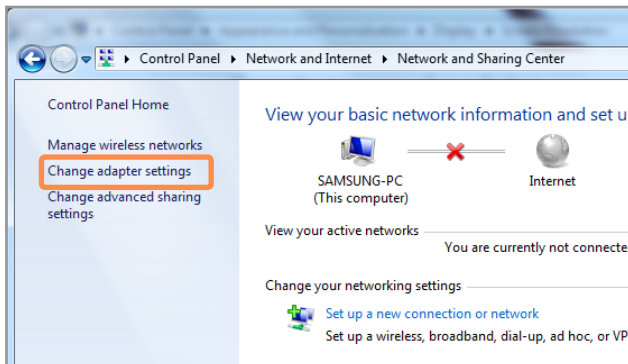 Control Panel ▸ Network and Internet ▸ Network and Sharing Center
Control Panel Home
Manage wireless networks
Change adapter settings
Change advanced sharing
settings
View your basic network information and set u
SAMSUNG-PC
(This computer)
Internet
View your active networks
You are currently not connecte
Change your networking settings
Set up a new connection or network
Set up a wireless, broadband, dial-up, ad hoc, or VP